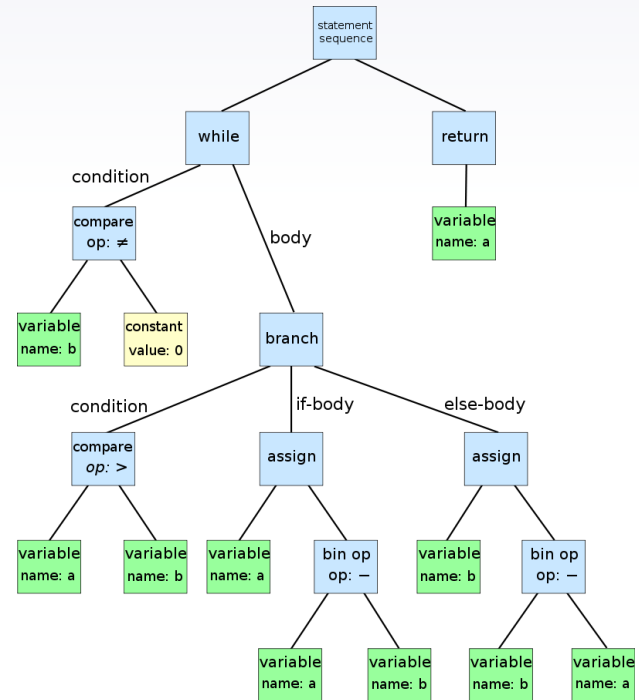 statement
sequence
while
return
condition
body
compare
op: ≠
variable
name: a
variable
name: b
constant
value: 0
branch
condition
if-body
else-body
compare
op: >
assign
assign
variable
name: a
variable
name: b
variable
name: a
bin op
op: −
variable
name: b
bin op
op: −
variable
name: a
variable
name: b
variable
name: b
variable
name: a